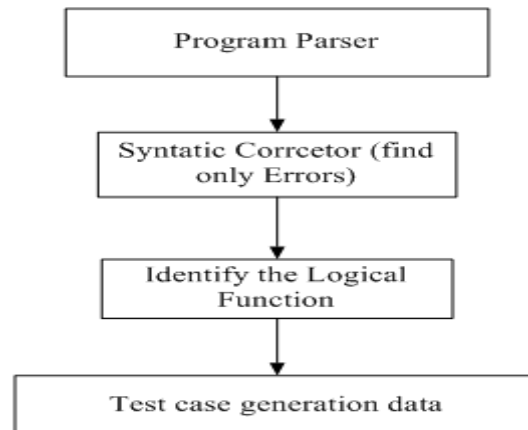 Program Parser
Syntatic Corrcetor (find
only Errors)
Identify the Logical
Function
Test case generation data